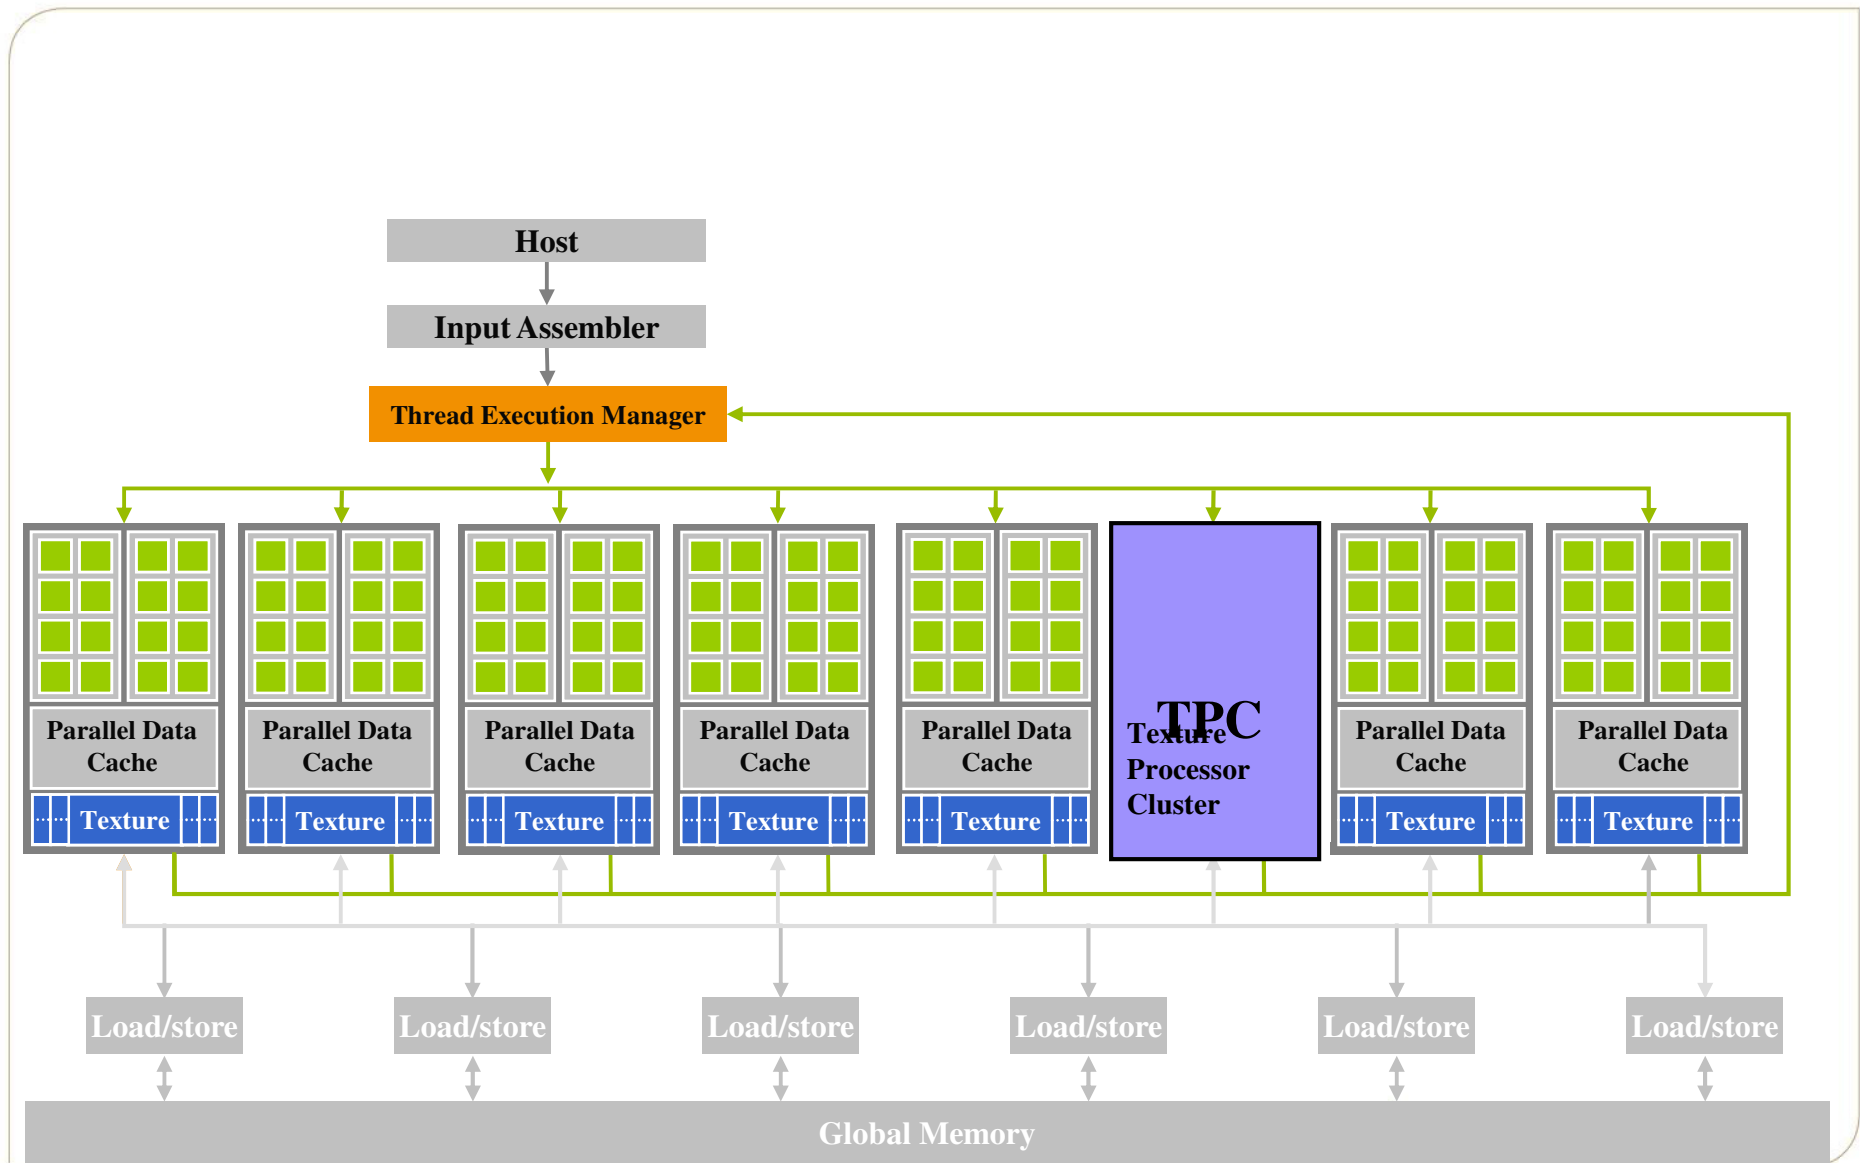 Host
Input Assembler
Thread Execution Manager
Parallel Data
Cache
Texture
Parallel Data
Cache
Texture
Parallel Data
Cache
Texture
Parallel Data
Cache
Texture
Parallel Data
Cache
Texture
TPC
Texture
Processor
Cluster
Parallel Data
Cache
Texture
Parallel Data
Cache
Texture
Load/store
Load/store
Load/store
Load/store
Load/store
Load/store
Global Memory